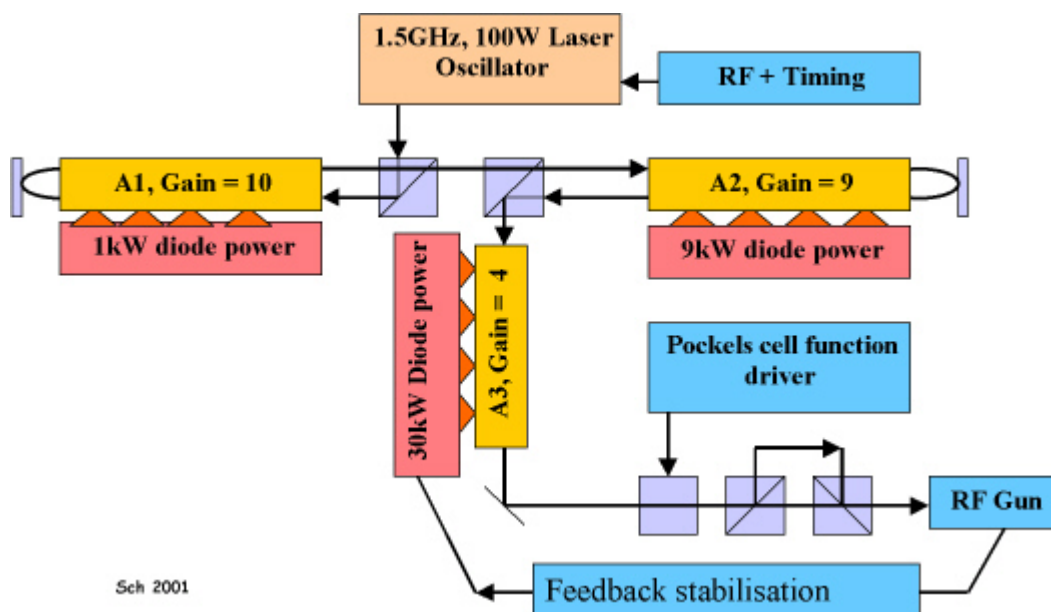 1.5GHz, 100W Laser
Oscillator
RF + Timing
A1, Gain = 10
A2, Gain = 9
1kW diode power
9kW diode power
30kW Diode power
A3, Gain = 4
Pockels cell function
driver
RF Gun
Feedback stabilisation
Sch 2001